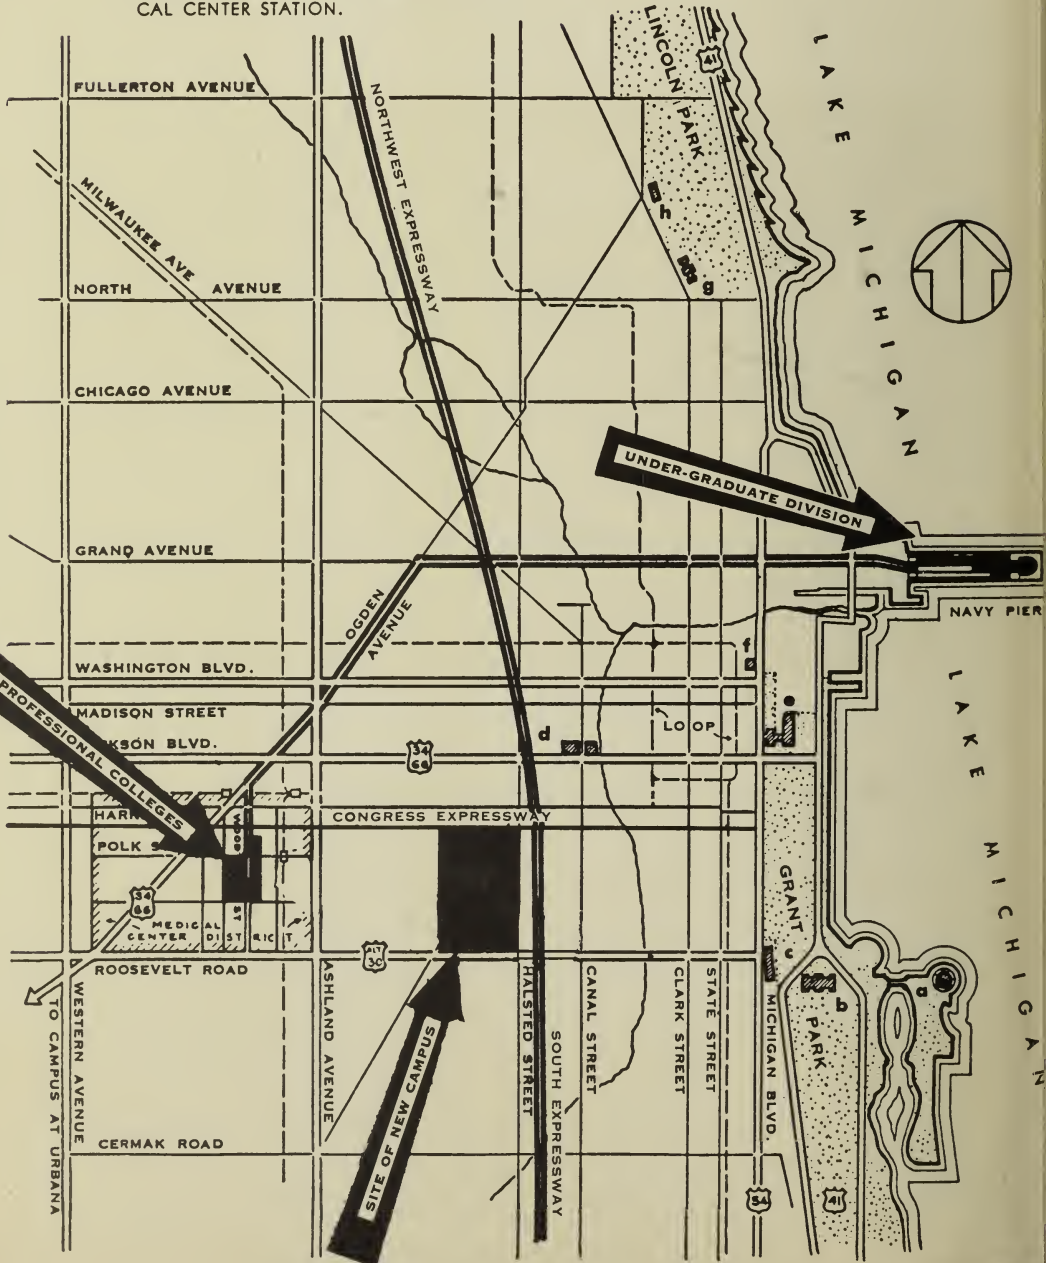 CAL CENTER STATION.
LINCOLN PARK
41
LAKE MICHIGAN
FULLERTON AVENUE
NORTHWEST EXPRESSWAY
MILWAUKEE AVE
h
NORTH AVENUE
g
CHICAGO AVENUE
UNDER-GRADUATE DIVISION
GRAND AVENUE
OGDEN
AVENUE
NAVY PIER
f
WASHINGTON BLVD.
PROFESSIONAL COLLEGES
MADISON STREET
e
LOOP
d
KSON BLVD.
34
66
LAKE MICHIGAN
HAR
CONGRESS EXPRESSWAY
WOOD ST
POLK S
GRANT PARK
34
66
MEDICAL
CENTER DISTRICT
ALT
30
c
a
b
ROOSEVELT ROAD
WESTERN AVENUE
TO CAMPUS AT URBANA
ASHLAND AVENUE
SITE OF NEW CAMPUS
HALSTED STREET
SOUTH EXPRESSWAY
CANAL STREET
CLARK STREET
STATE STREET
MICHIGAN BLVD.
CERMAK ROAD
54
41